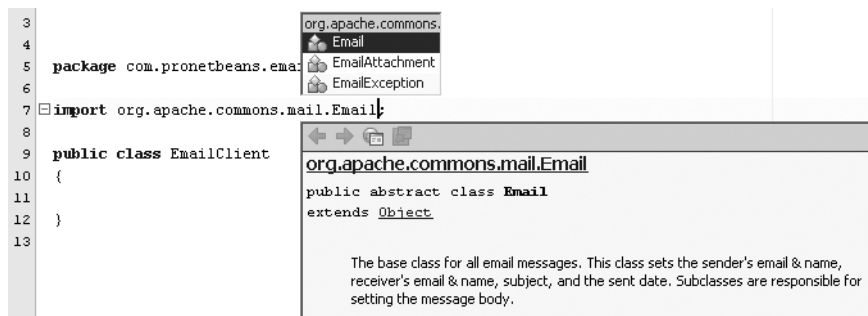 3
4
5 package com.pronetbeans.emai
6
7 import org.apache.commons.mail.Email;
8
9 public class EmailClient
10 {
11
12 }
13
org.apache.commons.
Email
EmailAttachment
EmailException
org.apache.commons.mail.Email
public abstract class Email
extends Object
The base class for all email messages. This class sets the sender's email & name,
receiver's email & name, subject, and the sent date. Subclasses are responsible for
setting the message body.